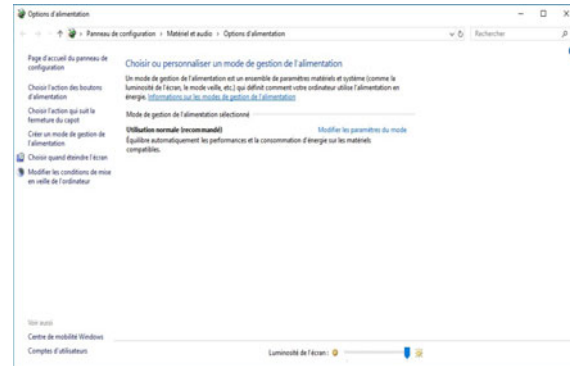 Options d'alimentation
Panneau de configuration > Matériel et audio > Options d'alimentation
Rechercher
Page d'accueil du panneau de
configuration
Choisir l'action des boutons
d'alimentation
Choisir l'action qui suit la
fermeture du capot
Créer un mode de gestion de
l'alimentation
Choisir quand éteindre l'écran
Modifier les conditions de mise
en veille de l'ordinateur
Choisir ou personnaliser un mode de gestion de l'alimentation
Un mode de gestion de l'alimentation est un ensemble de paramètres matériels et système (comme la
luminosité de l'écran, le mode veille, etc.) qui définit comment votre ordinateur utilise l'alimentation en
énergie. Informations sur les modes de gestion de l'alimentation
Mode de gestion de l'alimentation sélectionné
Utilisation normale (recommandé)
Modifier les paramètres du mode
Équilibre automatiquement les performances et la consommation d'énergie sur les matériels
compatibles.
Voir aussi
Centre de mobilité Windows
Comptes d'utilisateurs
Luminosité de l'écran :